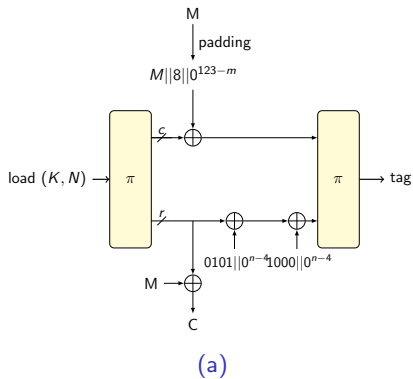 M
padding
M||8||0^{123−m}
c
load (K, N)
π
π
tag
r
0101||0^{n−4}
1000||0^{n−4}
M
C
(a)